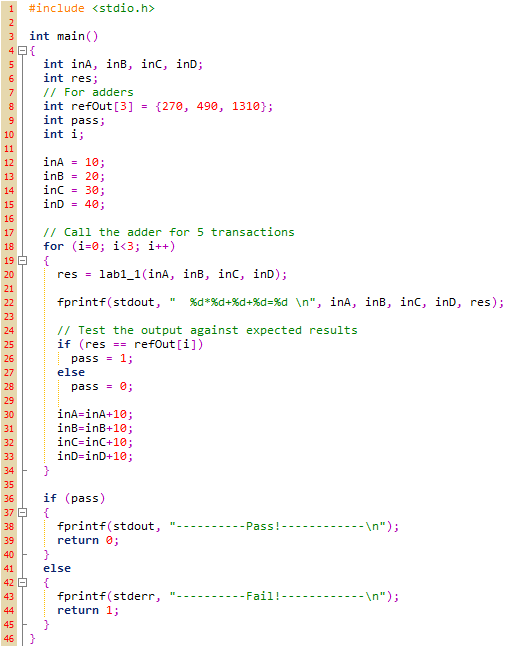 1 #include <stdio.h>
2
3 int main()
4 {
5 int inA, inB, inC, inD;
6 int res;
7 // For adders
8 int refOut[3] = {270, 490, 1310};
9 int pass;
10 int i;
11
12 inA = 10;
13 inB = 20;
14 inC = 30;
15 inD = 40;
16
17 // Call the adder for 5 transactions
18 for (i=0; i<3; i++)
19 {
20 res = lab1_1(inA, inB, inC, inD);
21
22 fprintf(stdout, "  %d*%d+%d+%d=%d \n", inA, inB, inC, inD, res);
23
24 // Test the output against expected results
25 if (res == refOut[i])
26 pass = 1;
27 else
28 pass = 0;
29
30 inA=inA+10;
31 inB=inB+10;
32 inC=inC+10;
33 inD=inD+10;
34 }
35
36 if (pass)
37 {
38 fprintf(stdout, "----------Pass!------------\n");
39 return 0;
40 }
41 else
42 {
43 fprintf(stderr, "----------Fail!------------\n");
44 return 1;
45 }
46 }